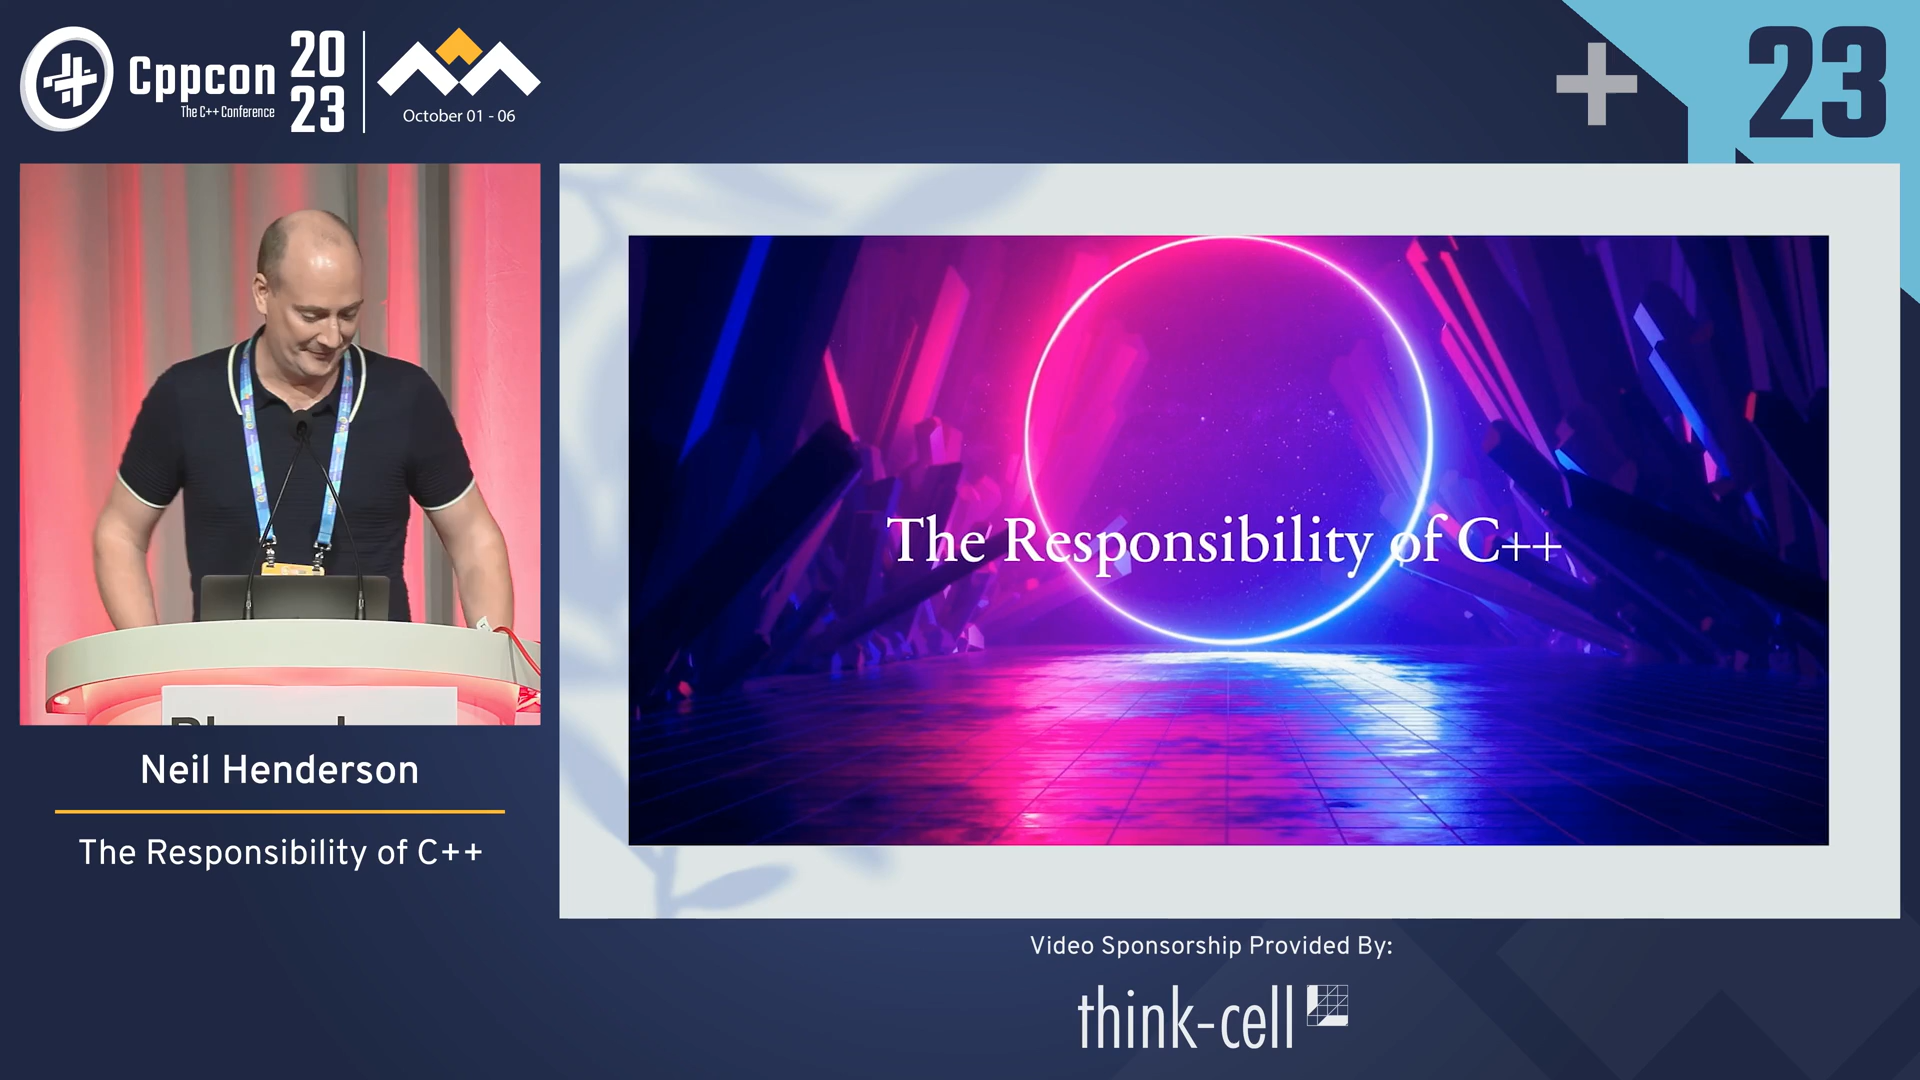 Cppcon
The C++ Conference
20
23
October 01 - 06
23
The Responsibility of C++
Neil Henderson
The Responsibility of C++
Video Sponsorship Provided By:
think-cell